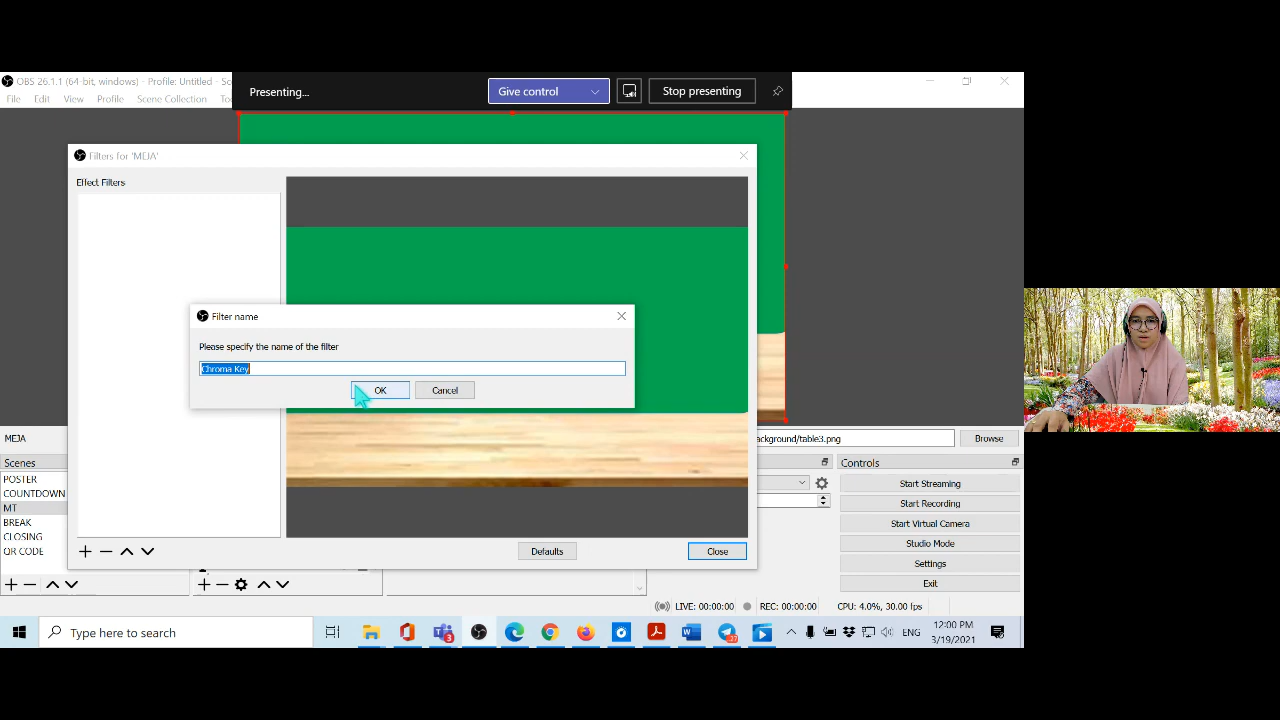 OBS 26.1.1 (64-bit, windows) - Profile: Untitled - Sc
Presenting...
Give control
Stop presenting
File Edit View Profile Scene Collection To
Filters for 'MEJA'
Effect Filters
Filter name
Please specify the name of the filter
Chroma Key
OK
Cancel
MEJA
ackground/table3.png
Browse
Scenes
Controls
POSTER
COUNTDOWN
MT
BREAK
CLOSING
QR CODE
Start Streaming
Start Recording
Start Virtual Camera
Studio Mode
Settings
Exit
Defaults
Close
LIVE: 00:00:00
REC: 00:00:00
CPU: 4.0%, 30.00 fps
Type here to search
ENG
12:00 PM
3/19/2021